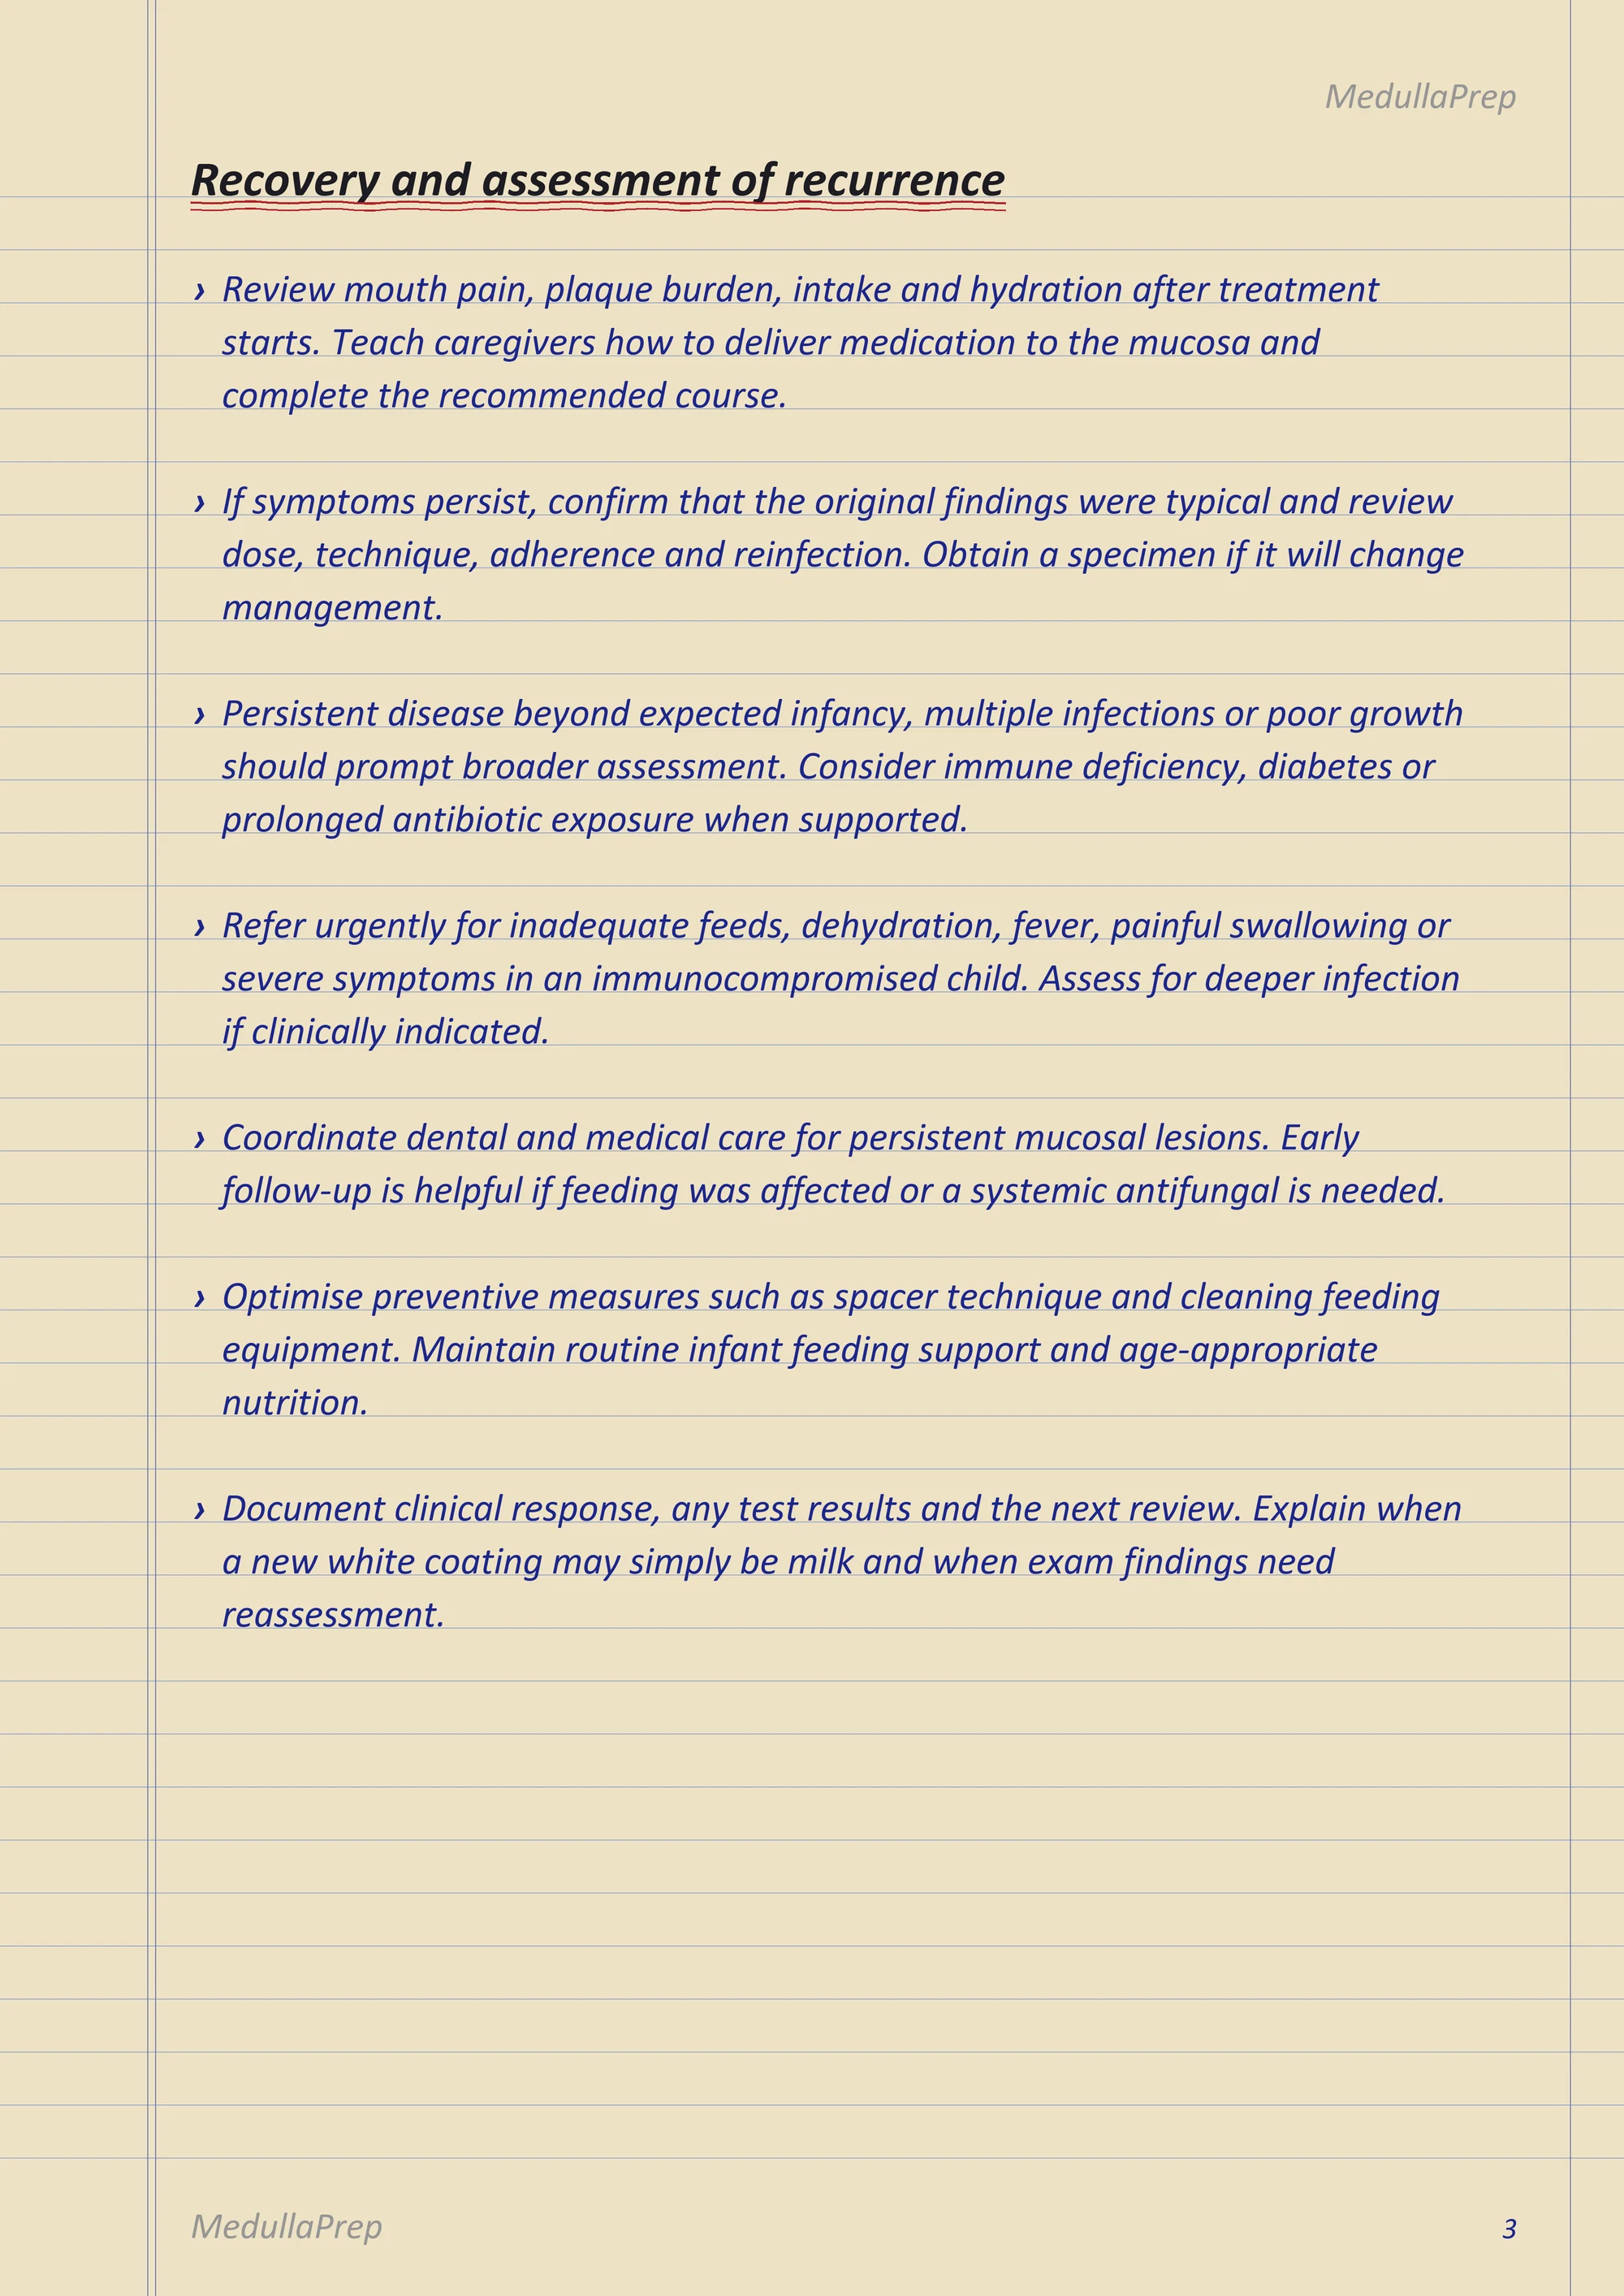 MedullaPrep
Recovery and assessment of recurrence
› Review mouth pain, plaque burden, intake and hydration after treatment
starts. Teach caregivers how to deliver medication to the mucosa and
complete the recommended course.
› If symptoms persist, confirm that the original findings were typical and review
dose, technique, adherence and reinfection. Obtain a specimen if it will change
management.
› Persistent disease beyond expected infancy, multiple infections or poor growth
should prompt broader assessment. Consider immune deficiency, diabetes or
prolonged antibiotic exposure when supported.
› Refer urgently for inadequate feeds, dehydration, fever, painful swallowing or
severe symptoms in an immunocompromised child. Assess for deeper infection
if clinically indicated.
› Coordinate dental and medical care for persistent mucosal lesions. Early
follow-up is helpful if feeding was affected or a systemic antifungal is needed.
› Optimise preventive measures such as spacer technique and cleaning feeding
equipment. Maintain routine infant feeding support and age-appropriate
nutrition.
› Document clinical response, any test results and the next review. Explain when
a new white coating may simply be milk and when exam findings need
reassessment.
MedullaPrep
3